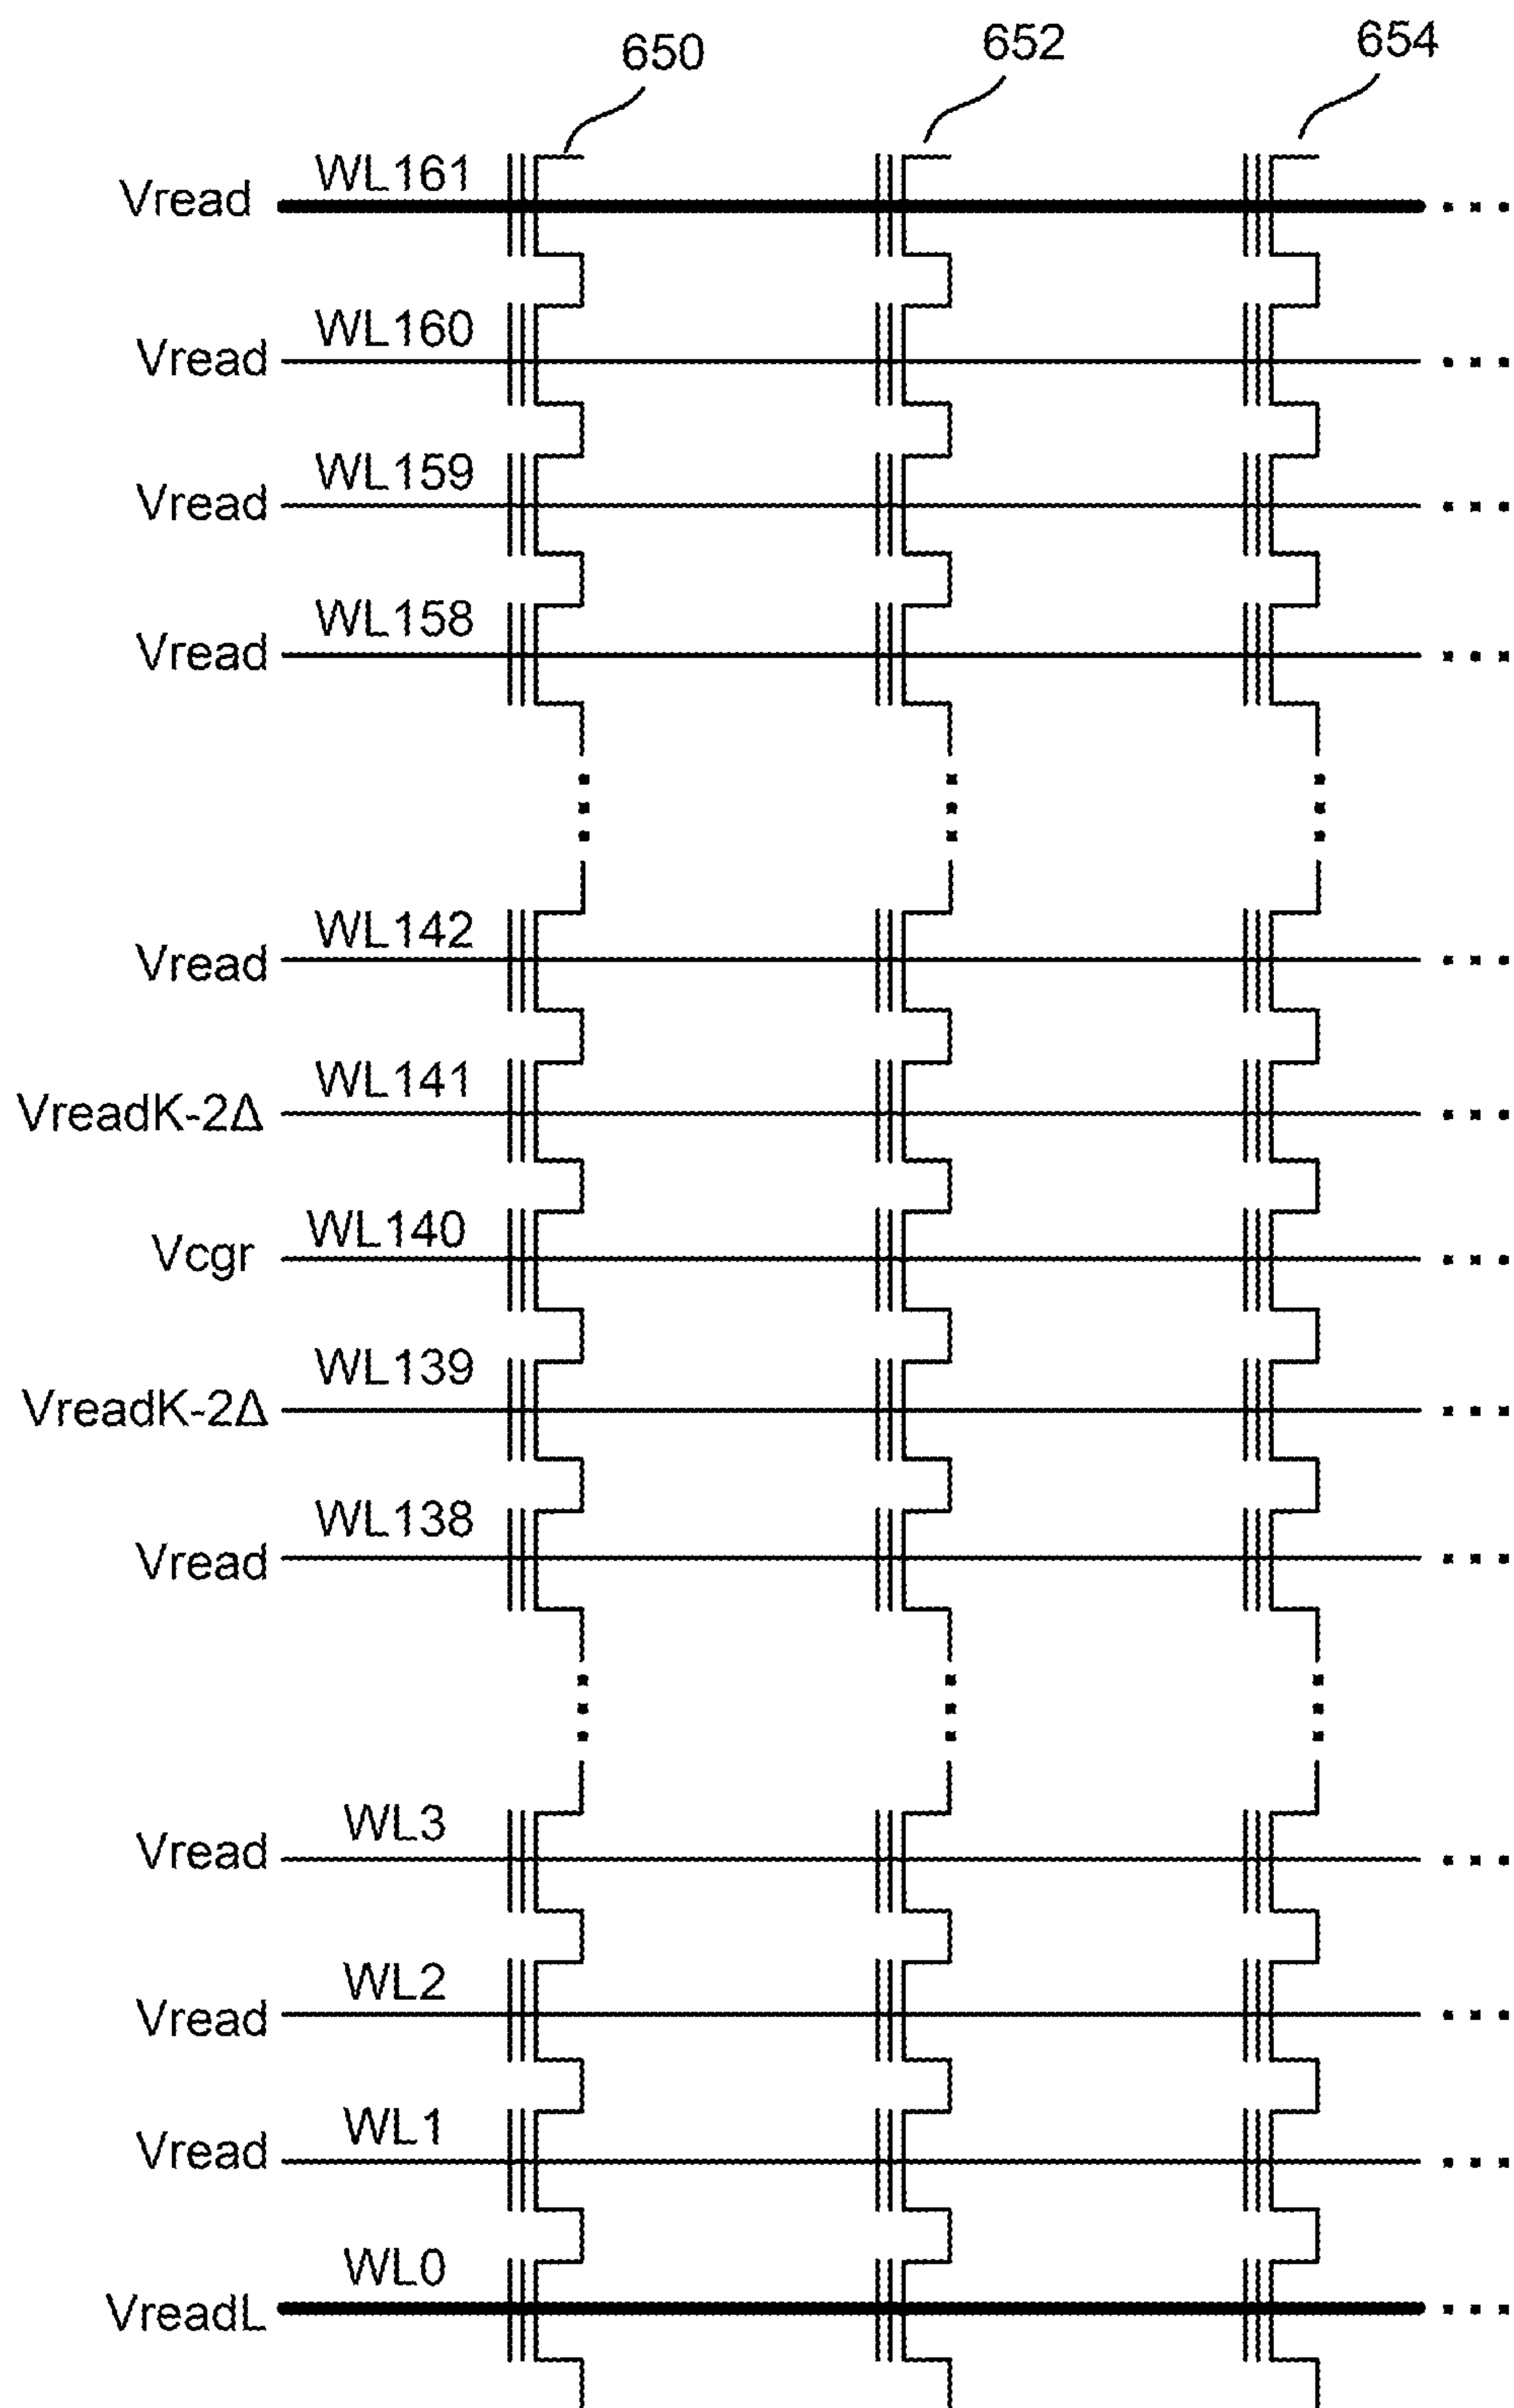 650 652 654
Vread WL161
Vread WL160
Vread WL159
Vread WL158
Vread WL142
VreadK-2Δ WL141
Vcgr WL140
VreadK-2Δ WL139
Vread WL138
Vread WL3
Vread WL2
Vread WL1
VreadL WL0